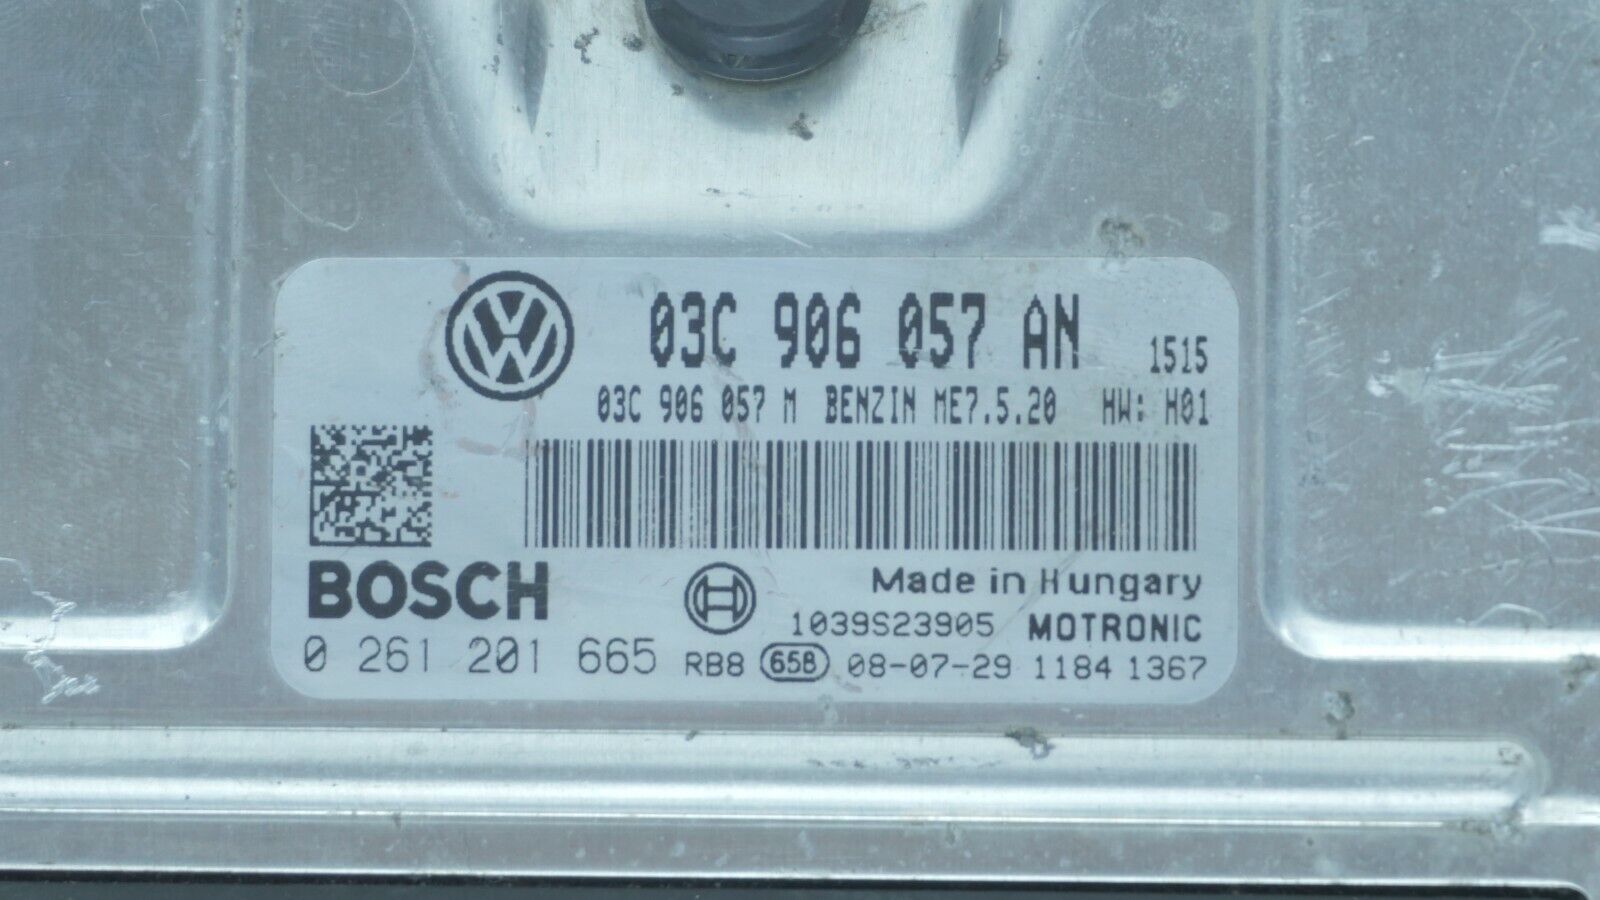 03C 906 057 AN 1515
03C 906 057 M BENZIN ME7.5.20 HW: H01
BOSCH
Made in Hungary
1039S23905 MOTRONIC
0 261 201 665 RB8 658 08-07-29 1184 1367